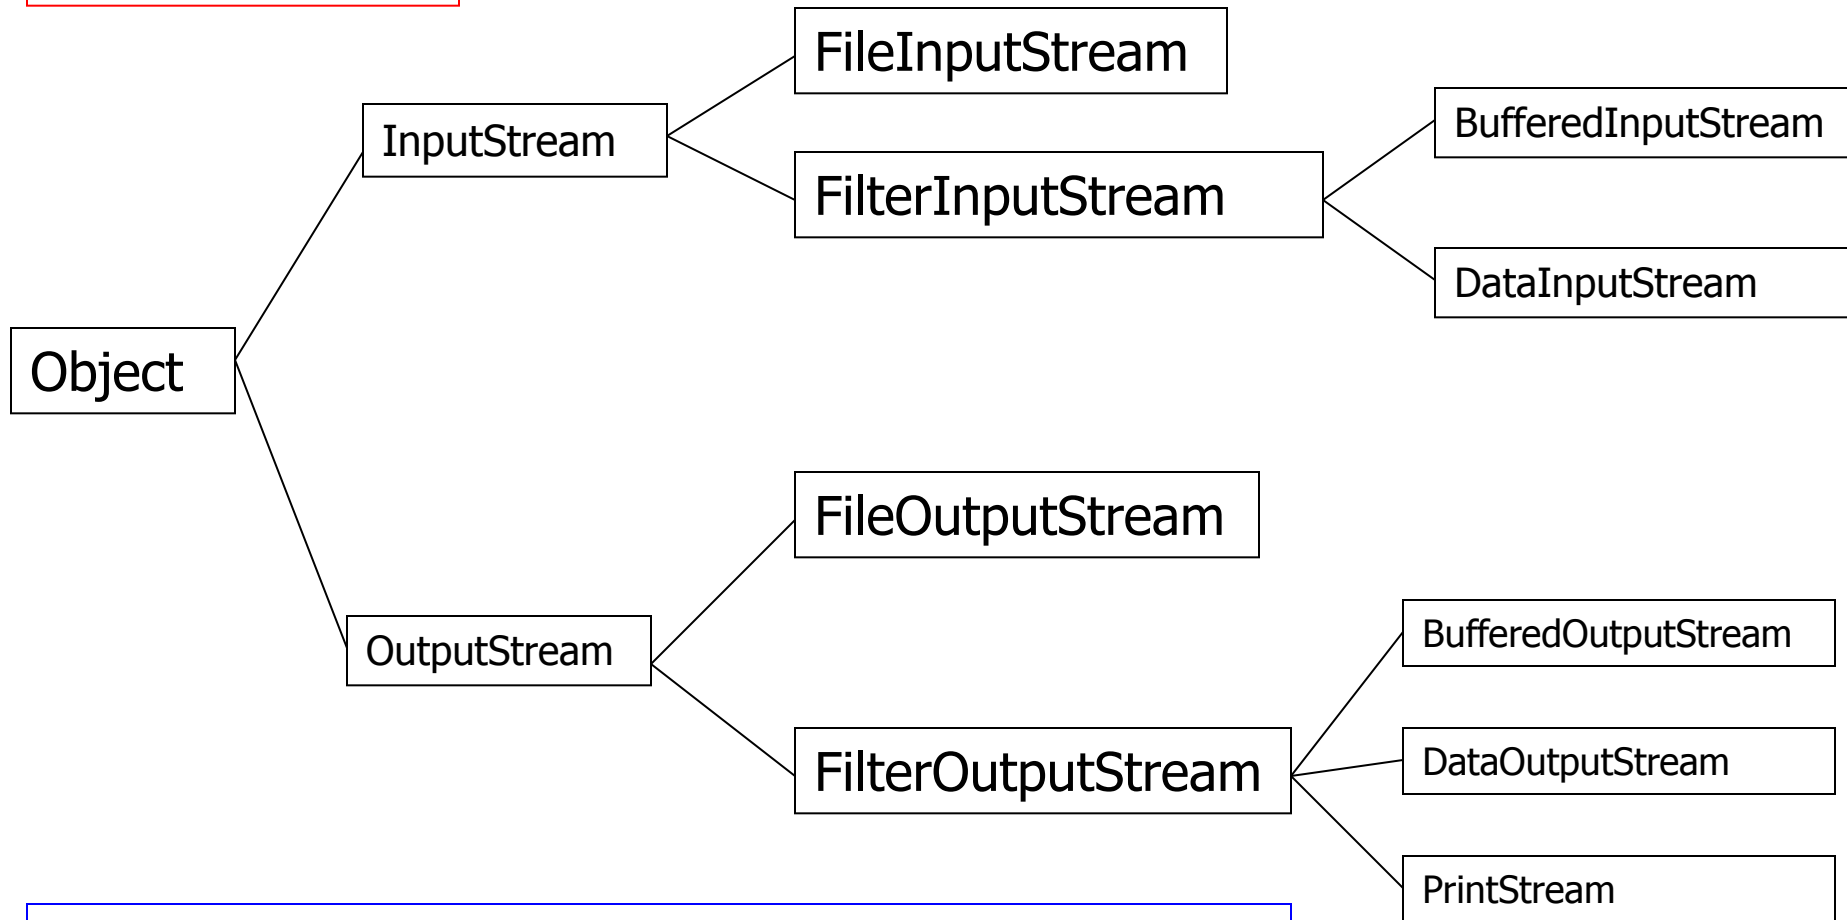 FileInputStream
InputStream
BufferedInputStream
FilterInputStream
DataInputStream
Object
FileOutputStream
OutputStream
BufferedOutputStream
FilterOutputStream
DataOutputStream
PrintStream